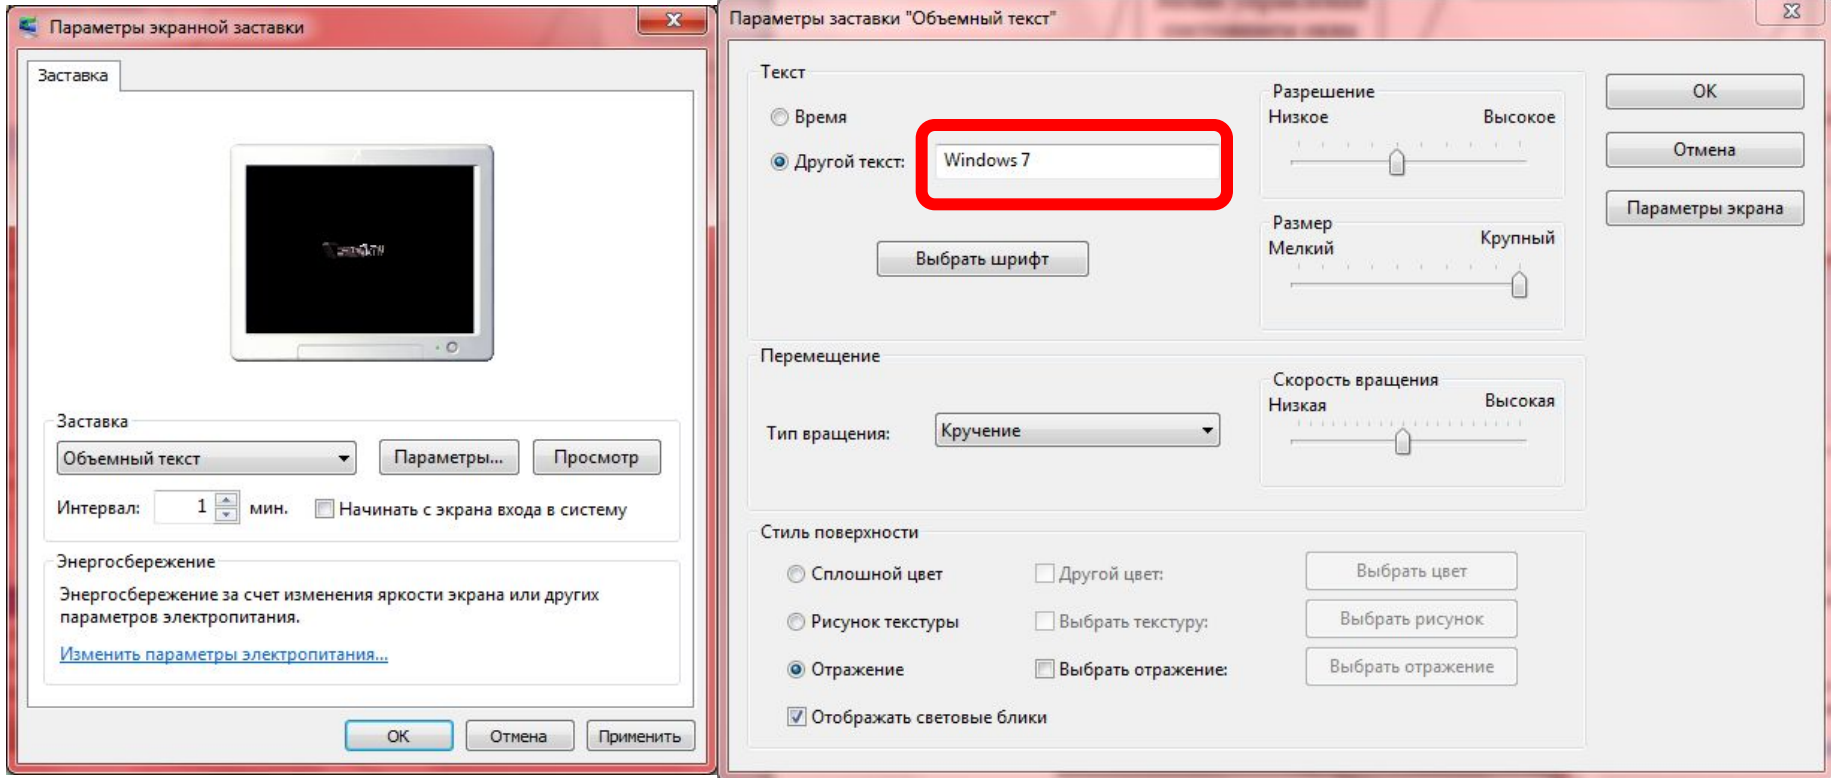 Параметры экранной заставки
Заставка
Заставка
Объемный текст
Параметры...
Просмотр
Интервал:
1
мин.
Начинать с экрана входа в систему
Энергосбережение
Энергосбережение за счет изменения яркости экрана или других
параметров электропитания.
Изменить параметры электропитания...
ОК
Отмена
Применить
Параметры заставки "Объемный текст"
Текст
Время
Другой текст:
Windows 7
Выбрать шрифт
Разрешение
Низкое
Высокое
Размер
Мелкий
Крупный
ОК
Отмена
Параметры экрана
Перемещение
Тип вращения:
Кручение
Скорость вращения
Низкая
Высокая
Стиль поверхности
Сплошной цвет
Другой цвет:
Выбрать цвет
Рисунок текстуры
Выбрать текстуру:
Выбрать рисунок
Отражение
Выбрать отражение:
Выбрать отражение
Отображать световые блики